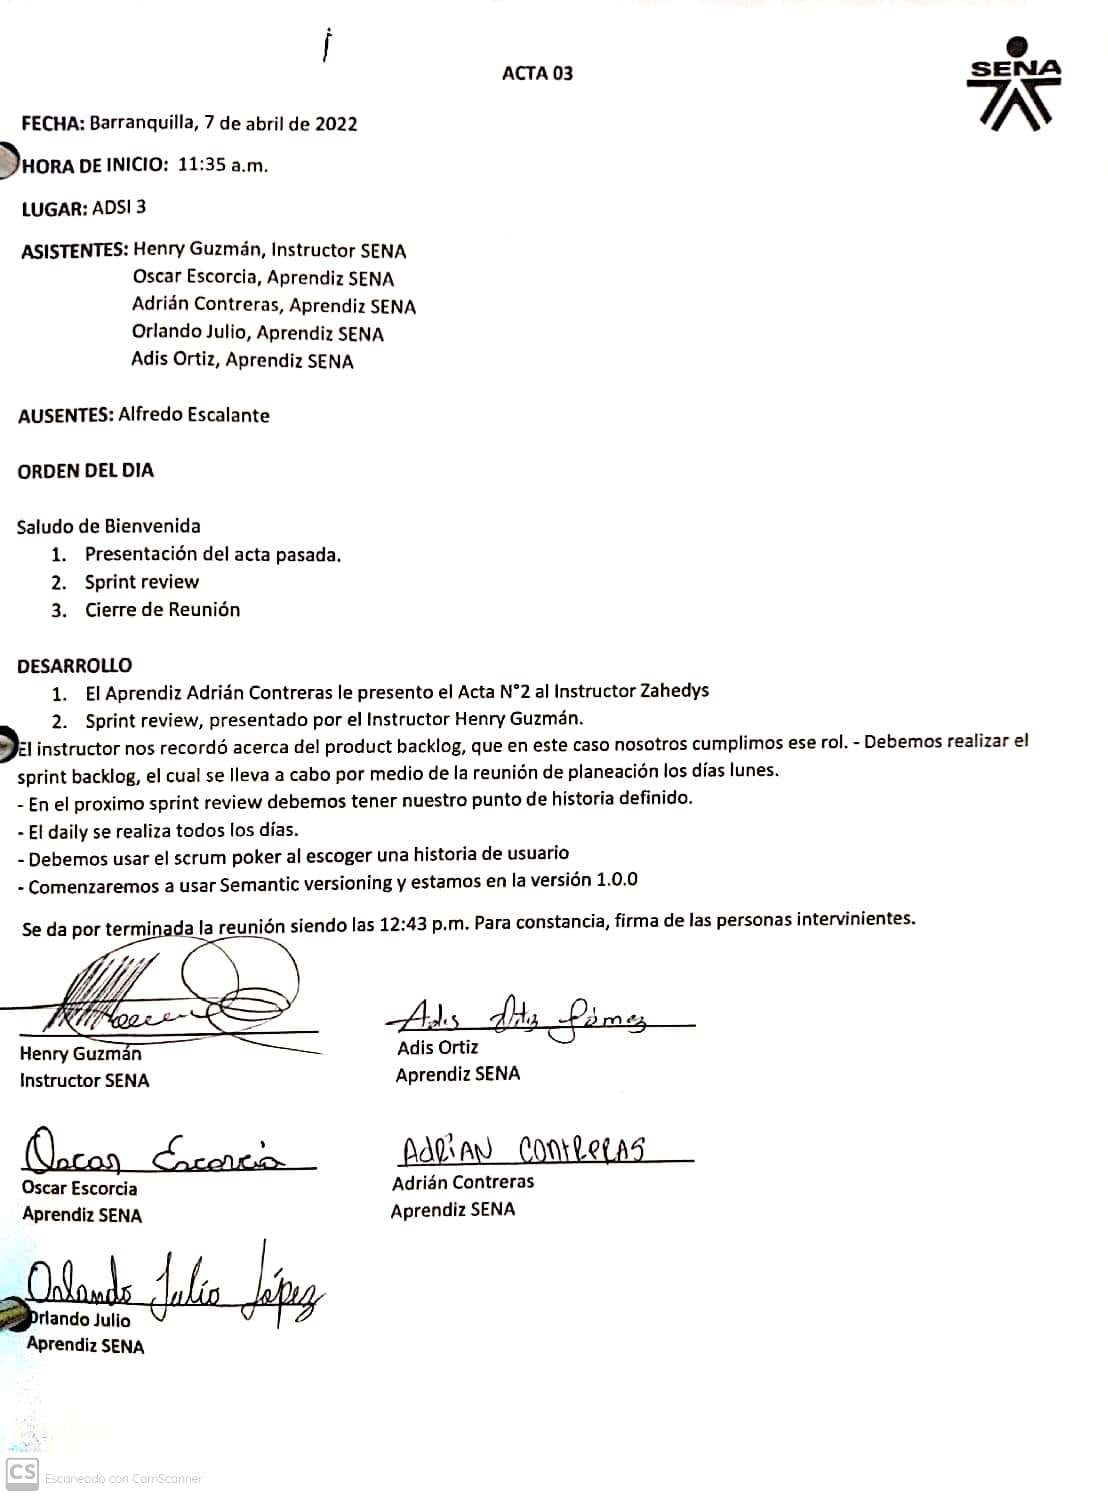 SENA
ACTA 03
FECHA: Barranquilla, 7 de abril de 2022
HORA DE INICIO: 11:35 a.m.
LUGAR: ADSI 3
ASISTENTES: Henry Guzmán, Instructor SENA
Oscar Escorcia, Aprendiz SENA
Adrián Contreras, Aprendiz SENA
Orlando Julio, Aprendiz SENA
Adis Ortiz, Aprendiz SENA
AUSENTES: Alfredo Escalante
ORDEN DEL DIA
Saludo de Bienvenida
1. Presentación del acta pasada.
2. Sprint review
3. Cierre de Reunión
DESARROLLO
1. El Aprendiz Adrián Contreras le presento el Acta N°2 al Instructor Zahedys
2. Sprint review, presentado por el Instructor Henry Guzmán.
El instructor nos recordó acerca del product backlog, que en este caso nosotros cumplimos ese rol. - Debemos realizar el
sprint backlog, el cual se lleva a cabo por medio de la reunión de planeación los días lunes.
- En el proximo sprint review debemos tener nuestro punto de historia definido.
- El daily se realiza todos los días.
- Debemos usar el scrum poker al escoger una historia de usuario
- Comenzaremos a usar Semantic versioning y estamos en la versión 1.0.0
Se da por terminada la reunión siendo las 12:43 p.m. Para constancia, firma de las personas intervinientes.
Adis Ortiz Gómez
Henry Guzmán
Adis Ortiz
Instructor SENA
Aprendiz SENA
Oscar Escorcia
ADRIAN CONTRERAS
Oscar Escorcia
Adrián Contreras
Aprendiz SENA
Aprendiz SENA
Orlando Julio López
Orlando Julio
Aprendiz SENA
CS Escaneado con CamScanner